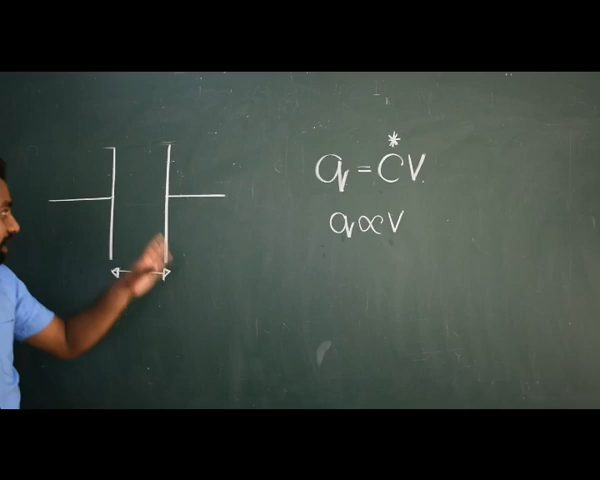 *
q = CV.
q ∝ V